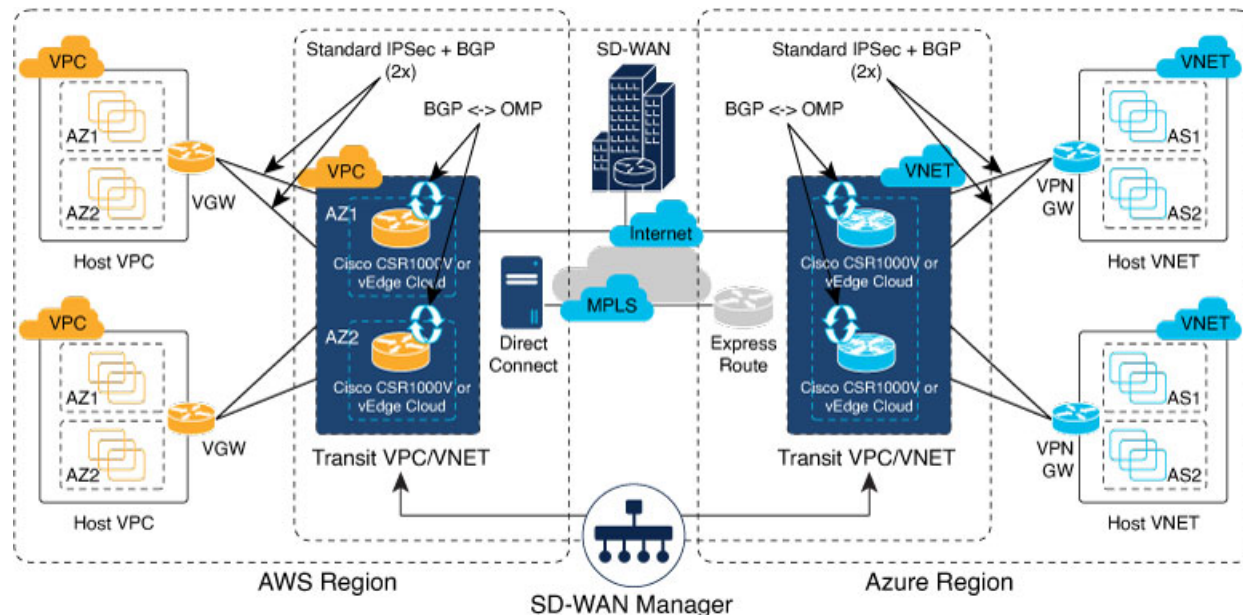 Standard IPSec + BGP
(2x)
SD-WAN
Standard IPSec + BGP
(2x)
BGP <-> OMP
BGP <-> OMP
VPC
AZ1
AZ2
VGW
Host VPC
VPC
AZ1
Cisco CSR1000V or
vEdge Cloud
AZ2
Cisco CSR1000V or
vEdge Cloud
Transit VPC/VNET
Internet
MPLS
Direct
Connect
Express
Route
VNET
Cisco CSR1000V or
vEdge Cloud
Cisco CSR1000V or
vEdge Cloud
Transit VPC/VNET
VNET
AS1
AS2
VPN
GW
Host VNET
VPC
AZ1
AZ2
VGW
Host VPC
VNET
AS1
AS2
VPN
GW
Host VNET
AWS Region
SD-WAN Manager
Azure Region